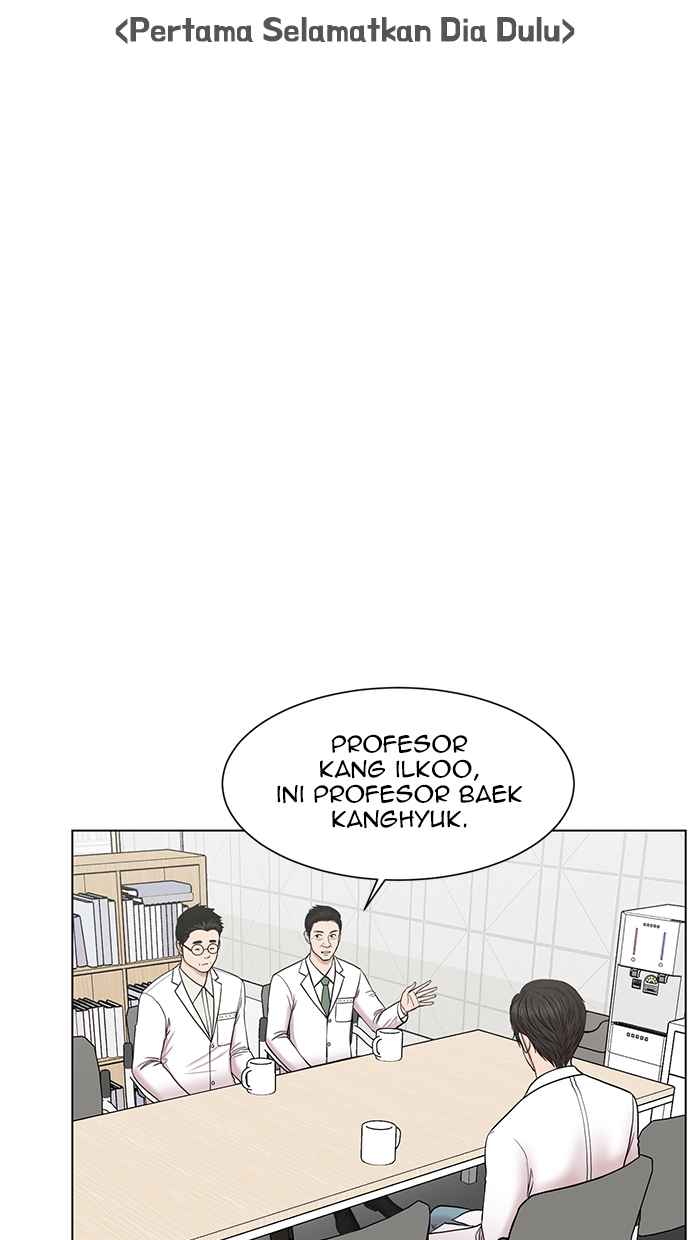 <Pertama Selamatkan Dia Dulu>
PROFESOR
KANG ILKOO,
INI PROFESOR BAEK
KANGHYUK.